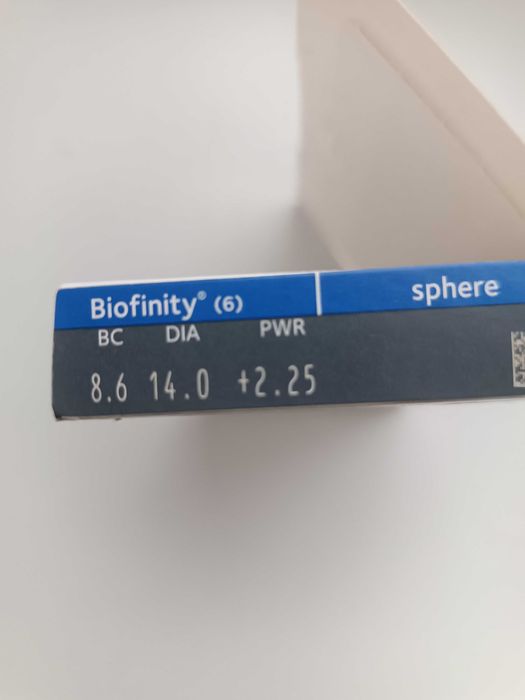 Biofinity® (6) sphere
BC DIA PWR
8.6 14.0 +2.25